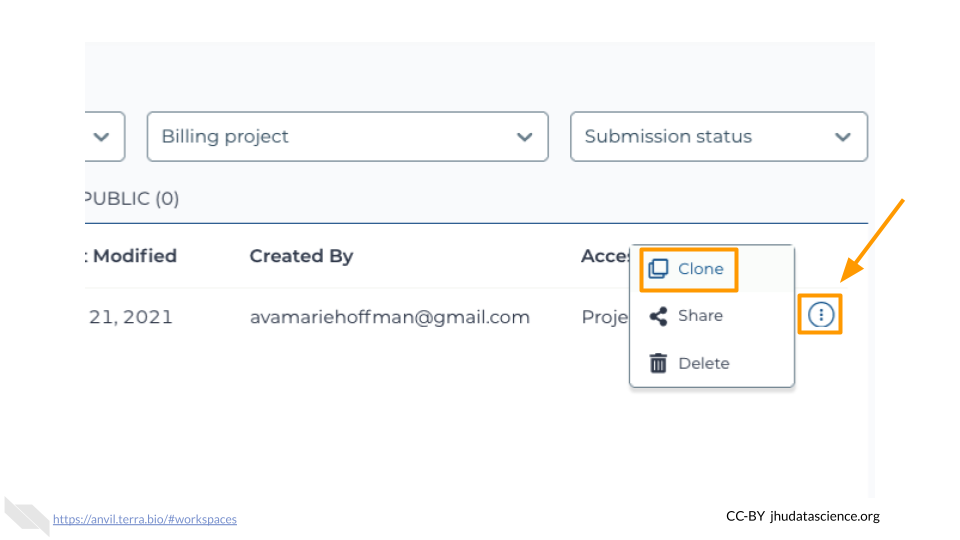 Billing project
Submission status
PUBLIC (0)
t Modified
Created By
Acce
Clone
21, 2021
avamariehoffman@gmail.com
Proje
Share
Delete
https://anvil.terra.bio/#workspaces
CC-BY jhudatascience.org